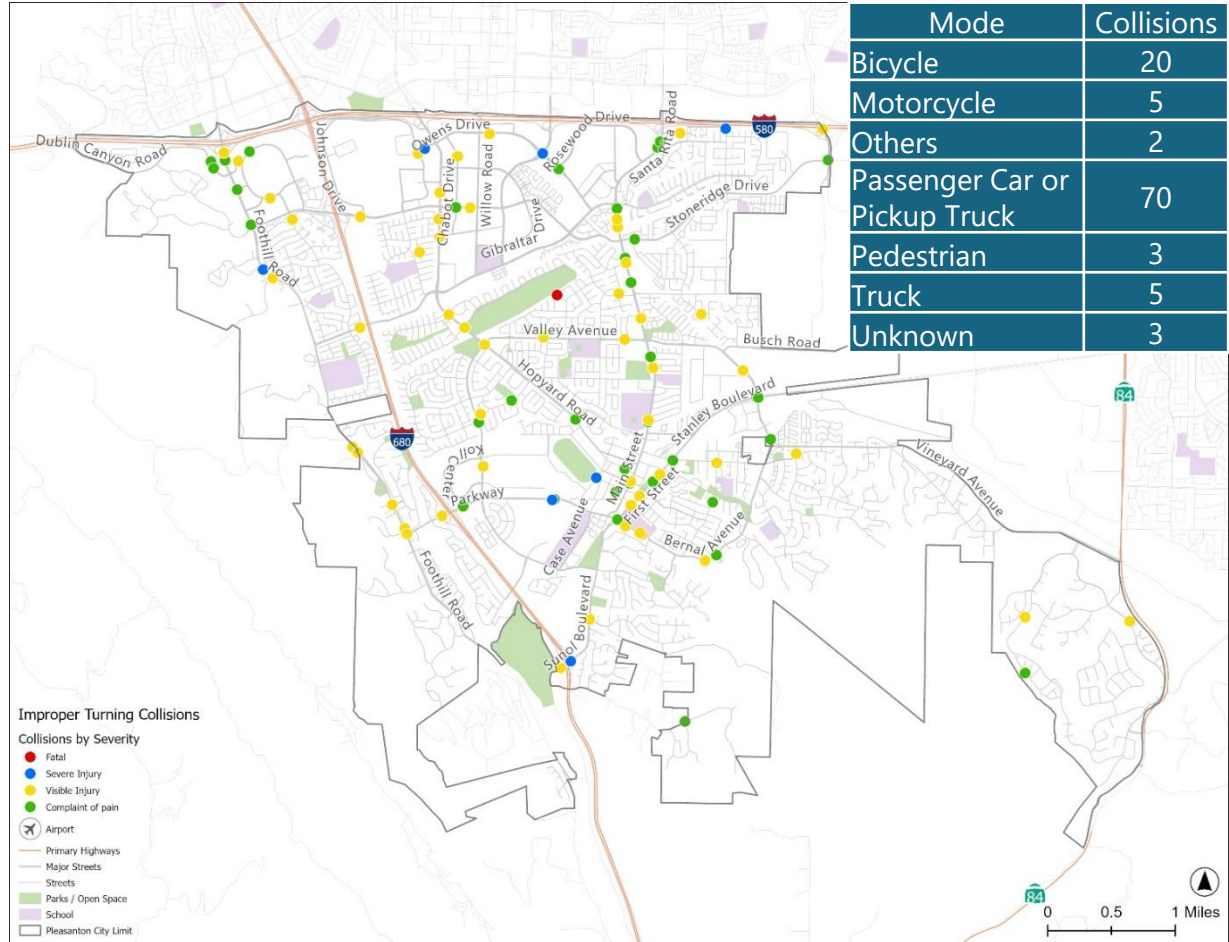 Mode Collisions
Bicycle 20
Motorcycle 5
Others 2
Passenger Car or
Pickup Truck 70
Pedestrian 3
Truck 5
Unknown 3
Dublin Canyon Road
Johnson Drive
Owens Drive
Rosewood Drive
Santa Rita Road
580
Chabot Drive
Willow Road
Gibraltar Drive
Stoneridge Drive
Foothill Road
Valley Avenue
Busch Road
Hopyard Road
Stanley Boulevard
84
680
Koll Center
Parkway
Main Street
First Street
Vineyard Avenue
Case Avenue
Bernal Avenue
Foothill Road
Sunol Boulevard
Improper Turning Collisions
Collisions by Severity
Fatal
Severe Injury
Visible Injury
Complaint of pain
Airport
Primary Highways
Major Streets
Streets
Parks / Open Space
School
Pleasanton City Limit
84
0 0.5 1 Miles